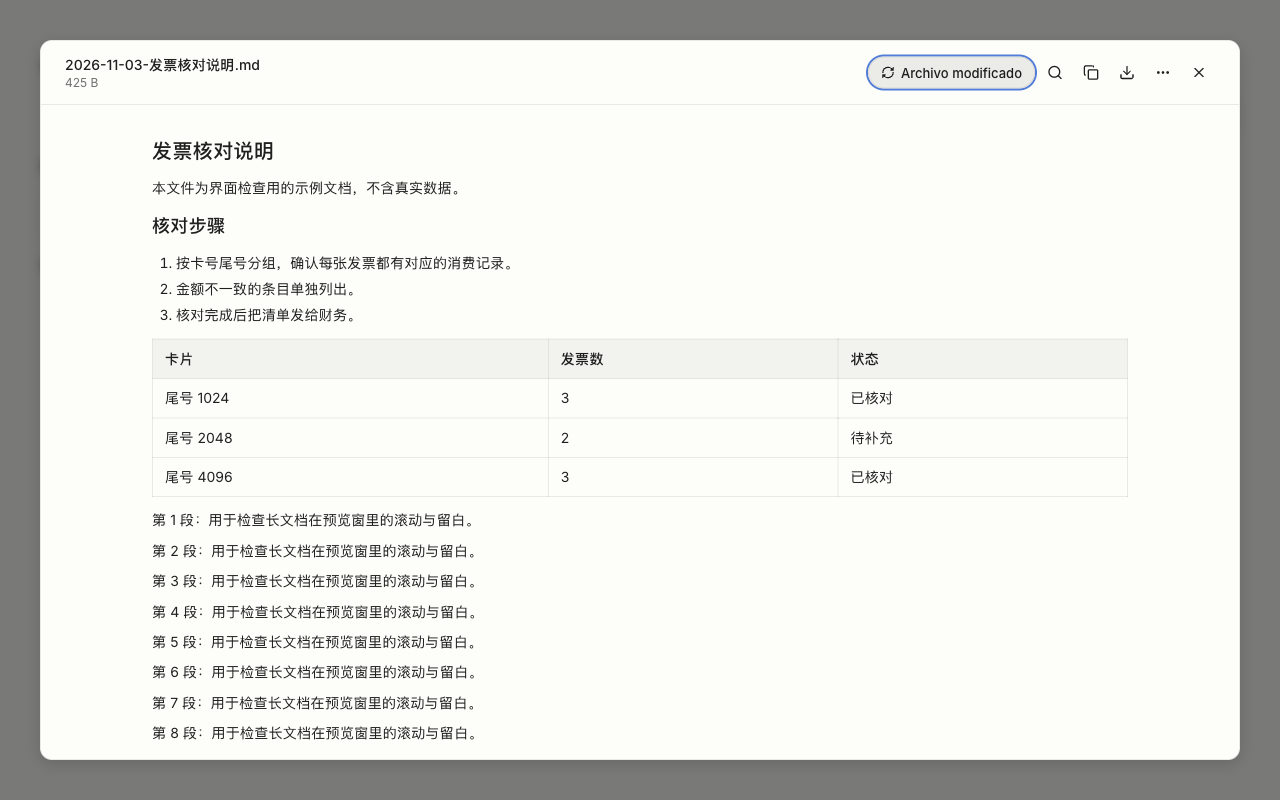 2026-11-03-发票核对说明.md
425 B
Archivo modificado
发票核对说明
本文件为界面检查用的示例文档，不含真实数据。
核对步骤
1. 按卡号尾号分组，确认每张发票都有对应的消费记录。
2. 金额不一致的条目单独列出。
3. 核对完成后把清单发给财务。
卡片 发票数 状态
尾号 1024 3 已核对
尾号 2048 2 待补充
尾号 4096 3 已核对
第 1 段：用于检查长文档在预览窗里的滚动与留白。
第 2 段：用于检查长文档在预览窗里的滚动与留白。
第 3 段：用于检查长文档在预览窗里的滚动与留白。
第 4 段：用于检查长文档在预览窗里的滚动与留白。
第 5 段：用于检查长文档在预览窗里的滚动与留白。
第 6 段：用于检查长文档在预览窗里的滚动与留白。
第 7 段：用于检查长文档在预览窗里的滚动与留白。
第 8 段：用于检查长文档在预览窗里的滚动与留白。